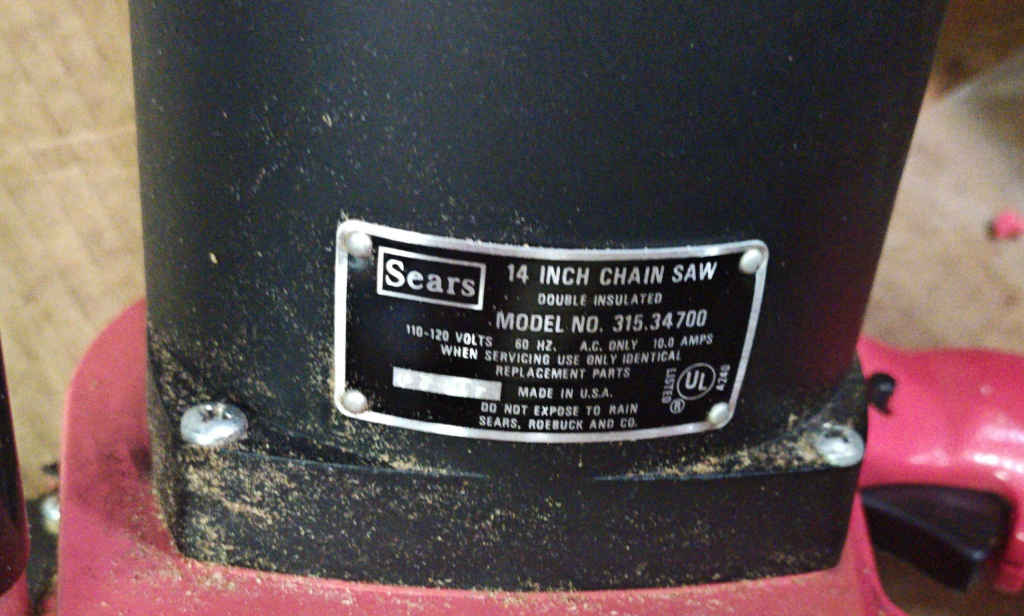 Sears
14 INCH CHAIN SAW
DOUBLE INSULATED
MODEL NO. 315.34700
110-120 VOLTS 60 HZ. A.C. ONLY 10.0 AMPS
WHEN SERVICING USE ONLY IDENTICAL
REPLACEMENT PARTS
MADE IN U.S.A.
DO NOT EXPOSE TO RAIN
SEARS, ROEBUCK AND CO.
LISTED
UL
®
A240